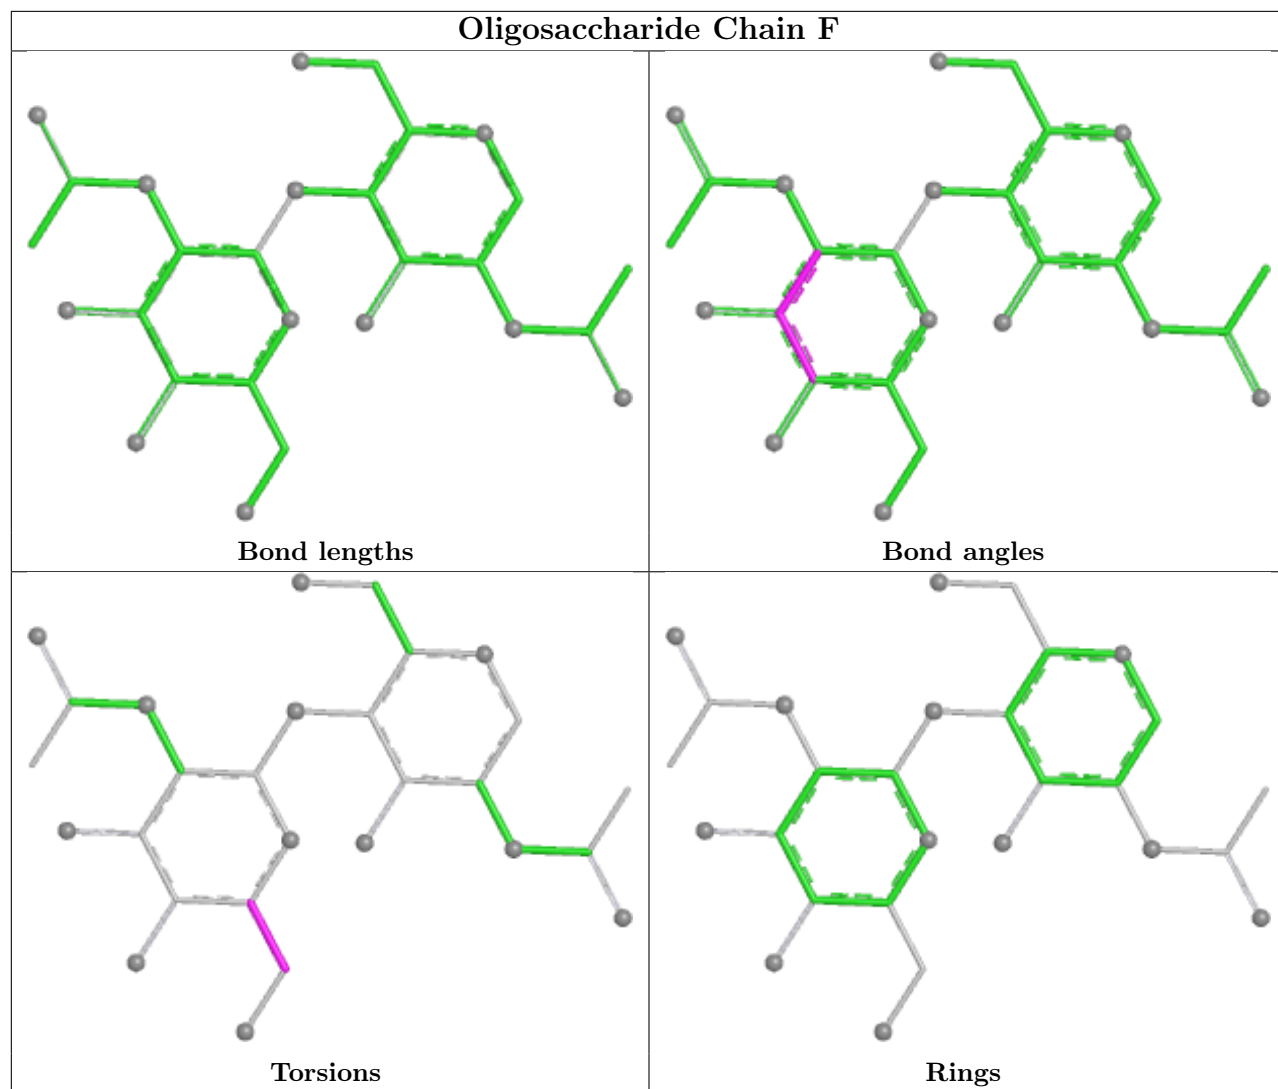 Oligosaccharide Chain F
Bond lengths
Bond angles
Torsions
Rings